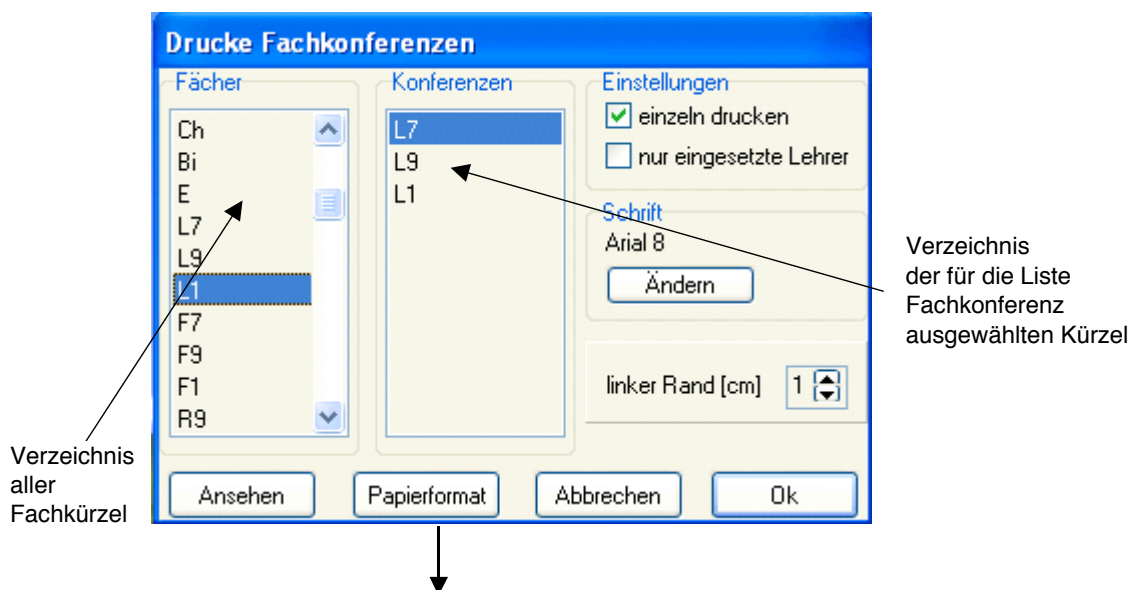 Drucke Fachkonferenzen
Fächer
Ch
Bi
E
L7
L9
L1
F7
F9
F1
R9
Konferenzen
L7
L9
L1
Einstellungen
einzeln drucken
nur eingesetzte Lehrer
Schrift
Arial 8
Ändern
linker Rand [cm] 1
Ansehen Papierformat Abbrechen Ok
Verzeichnis
aller
Fachkürzel
Verzeichnis
der für die Liste
Fachkonferenz
ausgewählten Kürzel